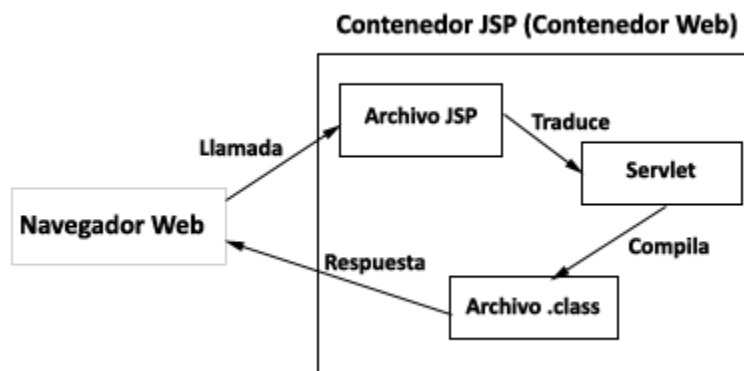 Contenedor JSP (Contenedor Web)
Archivo JSP
Traduce
Llamada
Servlet
Navegador Web
Compila
Respuesta
Archivo .class